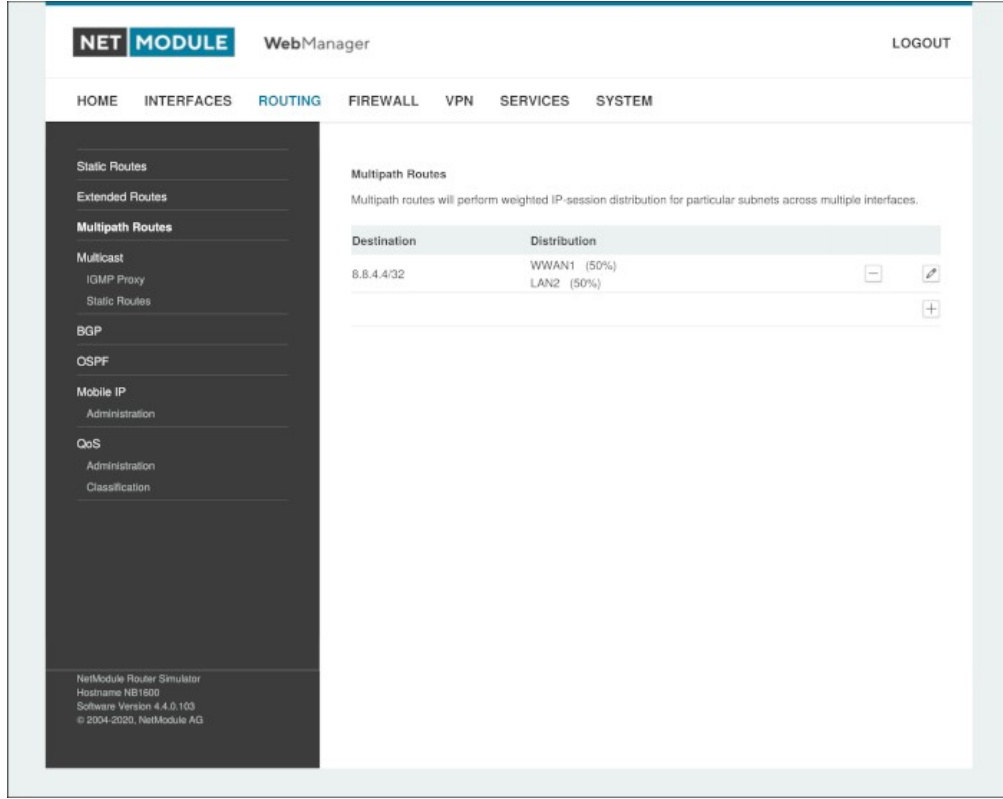 NET MODULE WebManager LOGOUT
HOME INTERFACES ROUTING FIREWALL VPN SERVICES SYSTEM
Static Routes
Extended Routes
Multipath Routes
Multicast
IGMP Proxy
Static Routes
BGP
OSPF
Mobile IP
Administration
QoS
Administration
Classification
NetModule Router Simulator
Hostname NB1600
Software Version 4.4.0.103
© 2004-2020, NetModule AG
Multipath Routes
Multipath routes will perform weighted IP-session distribution for particular subnets across multiple interfaces.
Destination Distribution
8.8.4.4/32 WWAN1 (50%)
LAN2 (50%)